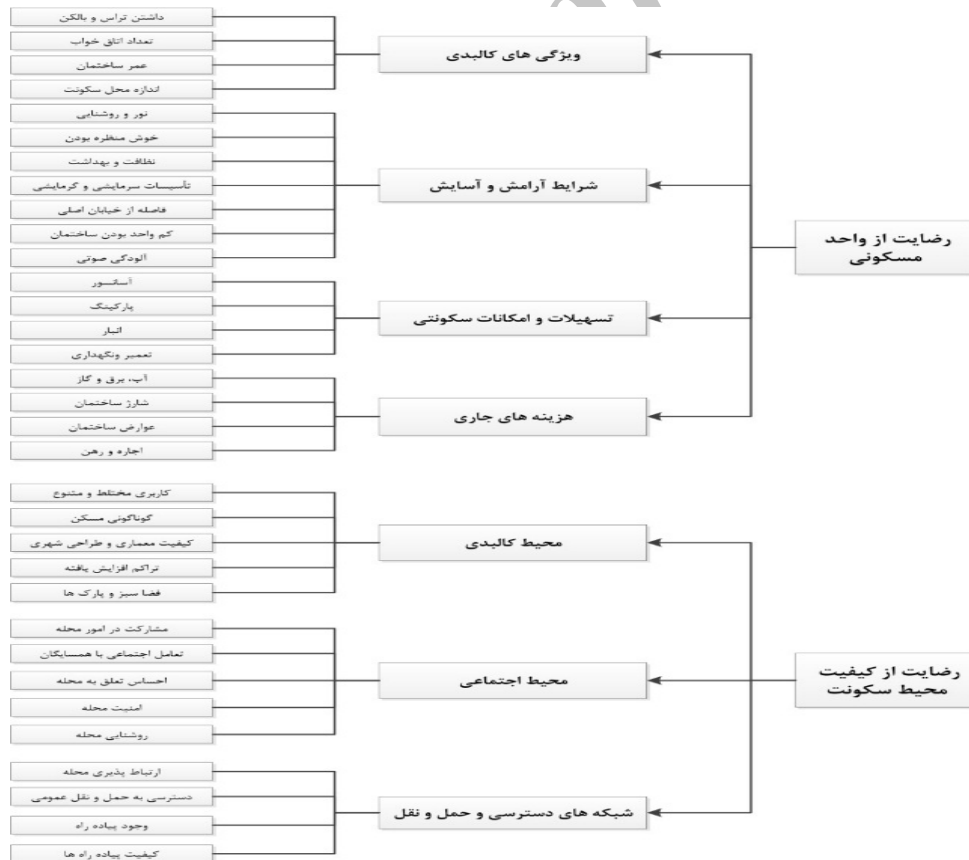 رضایت از واحد
مسکونی
ویژگی های کالبدی
داشتن تراس و بالکن
تعداد اتاق خواب
عمر ساختمان
اندازه محل سکونت
شرایط آرامش و آسایش
نور و روشنایی
خوش منظره بودن
نظافت و بهداشت
تأسیسات سرمایشی و گرمایشی
فاصله از خیابان اصلی
کم واحد بودن ساختمان
آلودگی صوتی
تسهیلات و امکانات سکونتی
آسانسور
پارکینگ
انبار
تعمیر ونگهداری
هزینه های جاری
آب، برق و گاز
شارژ ساختمان
عوارض ساختمان
اجاره و رهن
رضایت از کیفیت
محیط سکونت
محیط کالبدی
کاربری مختلط و متنوع
گوناگونی مسکن
کیفیت معماری و طراحی شهری
تراکم افزایش یافته
فضا سبز و پارک ها
محیط اجتماعی
مشارکت در امور محله
تعامل اجتماعی با همسایگان
احساس تعلق به محله
امنیت محله
روشنایی محله
شبکه های دسترسی و حمل و نقل
ارتباط پذیری محله
دسترسی به حمل و نقل عمومی
وجود پیاده راه
کیفیت پیاده راه ها